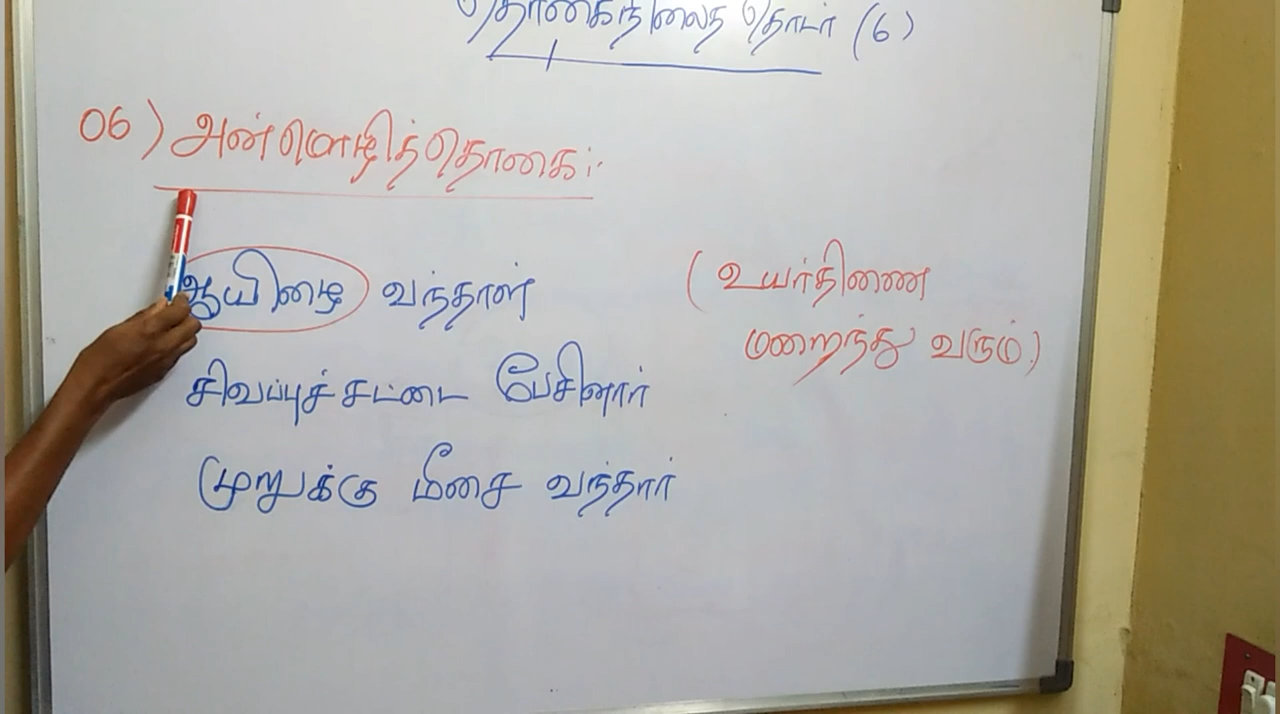 தொகைநிலைத் தொடர் (6)
06) அன்மொழித்தொகை:-
ஆயிழை வந்தாள்
(உயர்திணை
மறைந்து வரும்)
சிவப்புச் சட்டை பேசினார்
முறுக்கு மீசை வந்தார்